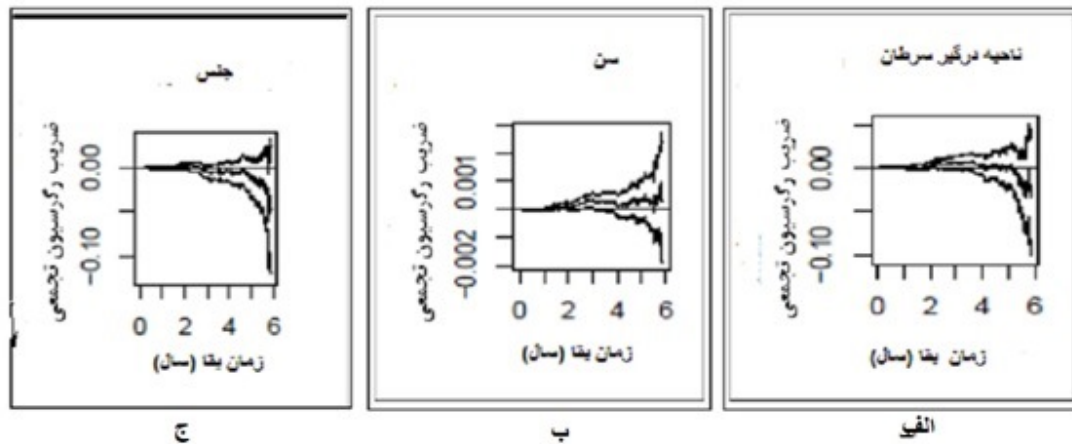 ناحیه درگیر سرطان
ضریب رگرسیون تجمعی
0.00
-0.10
0 2 4 6
زمان بقا (سال)
الف
سن
ضریب رگرسیون تجمعی
0.001
-0.002
0 2 4 6
زمان بقا (سال)
ب
جنس
ضریب رگرسیون تجمعی
0.00
-0.10
0 2 4 6
زمان بقا (سال)
ج